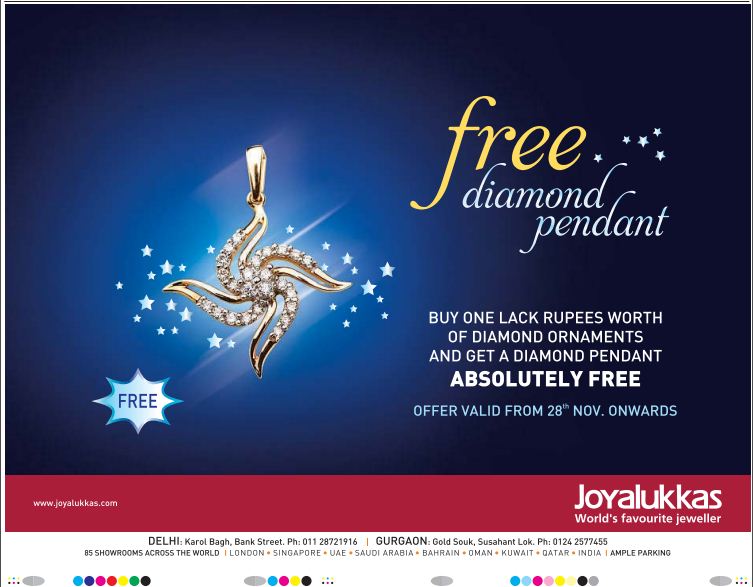 free
diamond
pendant
BUY ONE LACK RUPEES WORTH
OF DIAMOND ORNAMENTS
AND GET A DIAMOND PENDANT
ABSOLUTELY FREE
OFFER VALID FROM 28th NOV. ONWARDS
FREE
www.joyalukkas.com
Joyalukkas
World's favourite jeweller
DELHI: Karol Bagh, Bank Street. Ph: 011 28721916 | GURGAON: Gold Souk, Susahant Lok. Ph: 0124 2577455
85 SHOWROOMS ACROSS THE WORLD | LONDON • SINGAPORE • UAE • SAUDI ARABIA • BAHRAIN • OMAN • KUWAIT • QATAR • INDIA | AMPLE PARKING